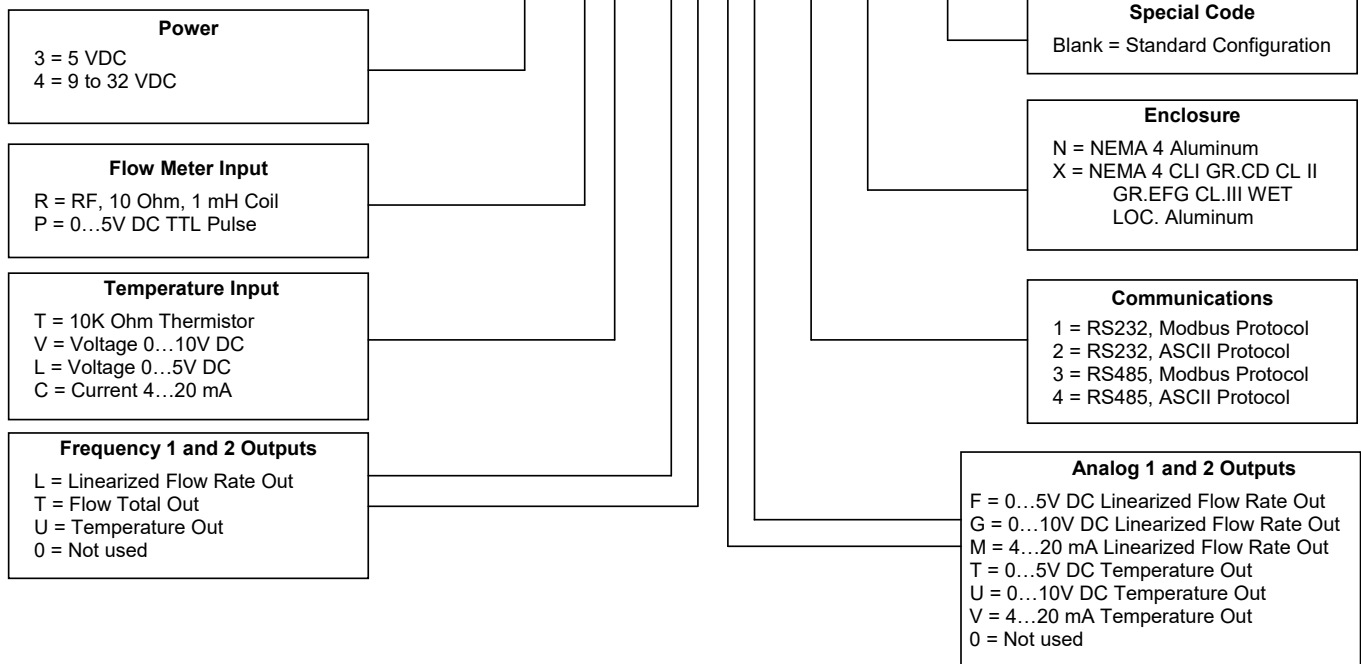 Power
3 = 5 VDC
4 = 9 to 32 VDC
Flow Meter Input
R = RF, 10 Ohm, 1 mH Coil
P = 0…5V DC TTL Pulse
Temperature Input
T = 10K Ohm Thermistor
V = Voltage 0…10V DC
L = Voltage 0…5V DC
C = Current 4…20 mA
Frequency 1 and 2 Outputs
L = Linearized Flow Rate Out
T = Flow Total Out
U = Temperature Out
0 = Not used
Special Code
Blank = Standard Configuration
Enclosure
N = NEMA 4 Aluminum
X = NEMA 4 CLI GR.CD CL II
GR.EFG CL.III WET
LOC. Aluminum
Communications
1 = RS232, Modbus Protocol
2 = RS232, ASCII Protocol
3 = RS485, Modbus Protocol
4 = RS485, ASCII Protocol
Analog 1 and 2 Outputs
F = 0…5V DC Linearized Flow Rate Out
G = 0…10V DC Linearized Flow Rate Out
M = 4…20 mA Linearized Flow Rate Out
T = 0…5V DC Temperature Out
U = 0…10V DC Temperature Out
V = 4…20 mA Temperature Out
0 = Not used